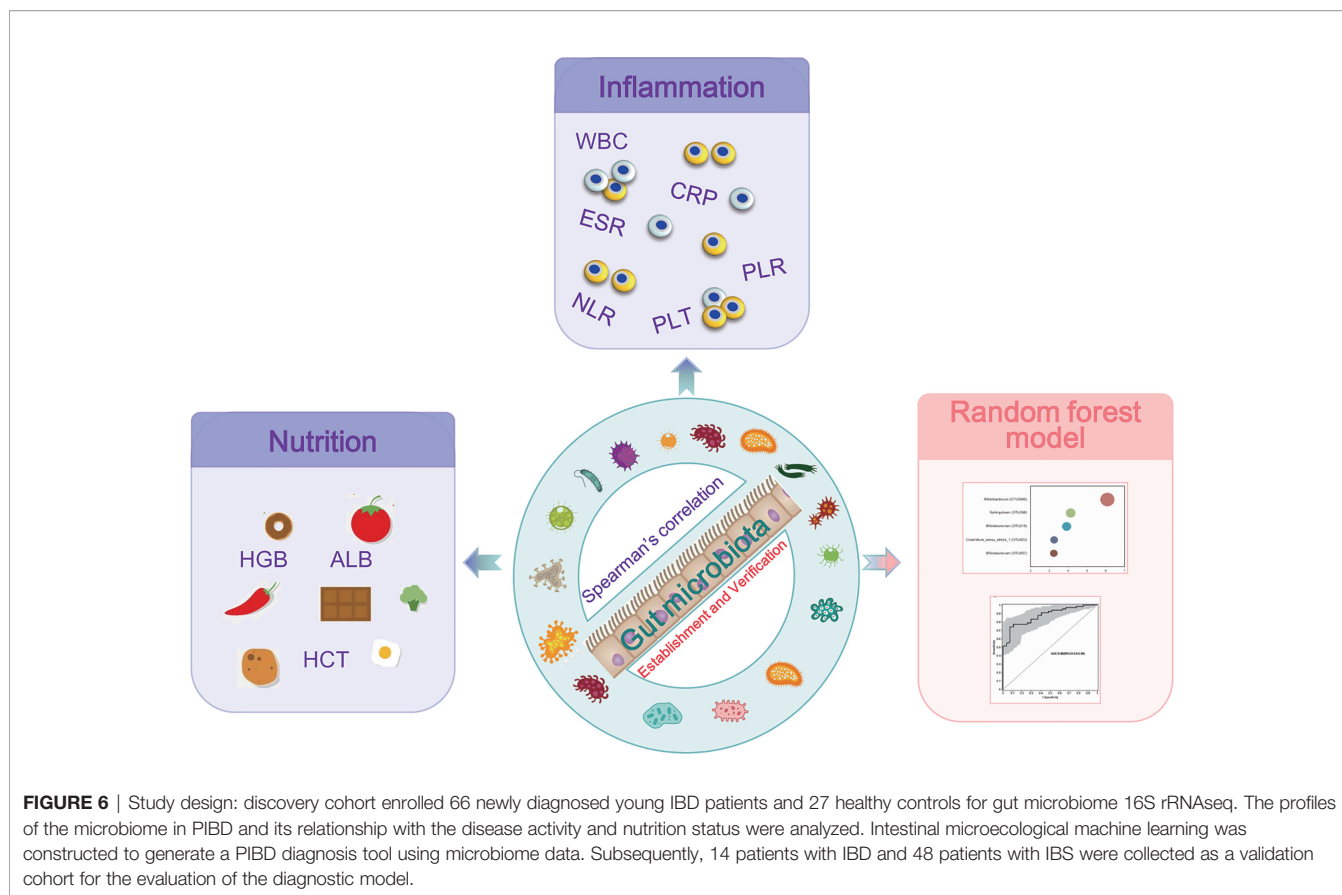 Inflammation
WBC
CRP
ESR
PLR
NLR
PLT
Nutrition
HGB
ALB
HCT
Spearman's correlation
Gut microbiota
Establishment and Verification
Random forest
model
FIGURE 6 | Study design: discovery cohort enrolled 66 newly diagnosed young IBD patients and 27 healthy controls for gut microbiome 16S rRNAseq. The profiles
of the microbiome in PIBD and its relationship with the disease activity and nutrition status were analyzed. Intestinal microecological machine learning was
constructed to generate a PIBD diagnosis tool using microbiome data. Subsequently, 14 patients with IBD and 48 patients with IBS were collected as a validation
cohort for the evaluation of the diagnostic model.